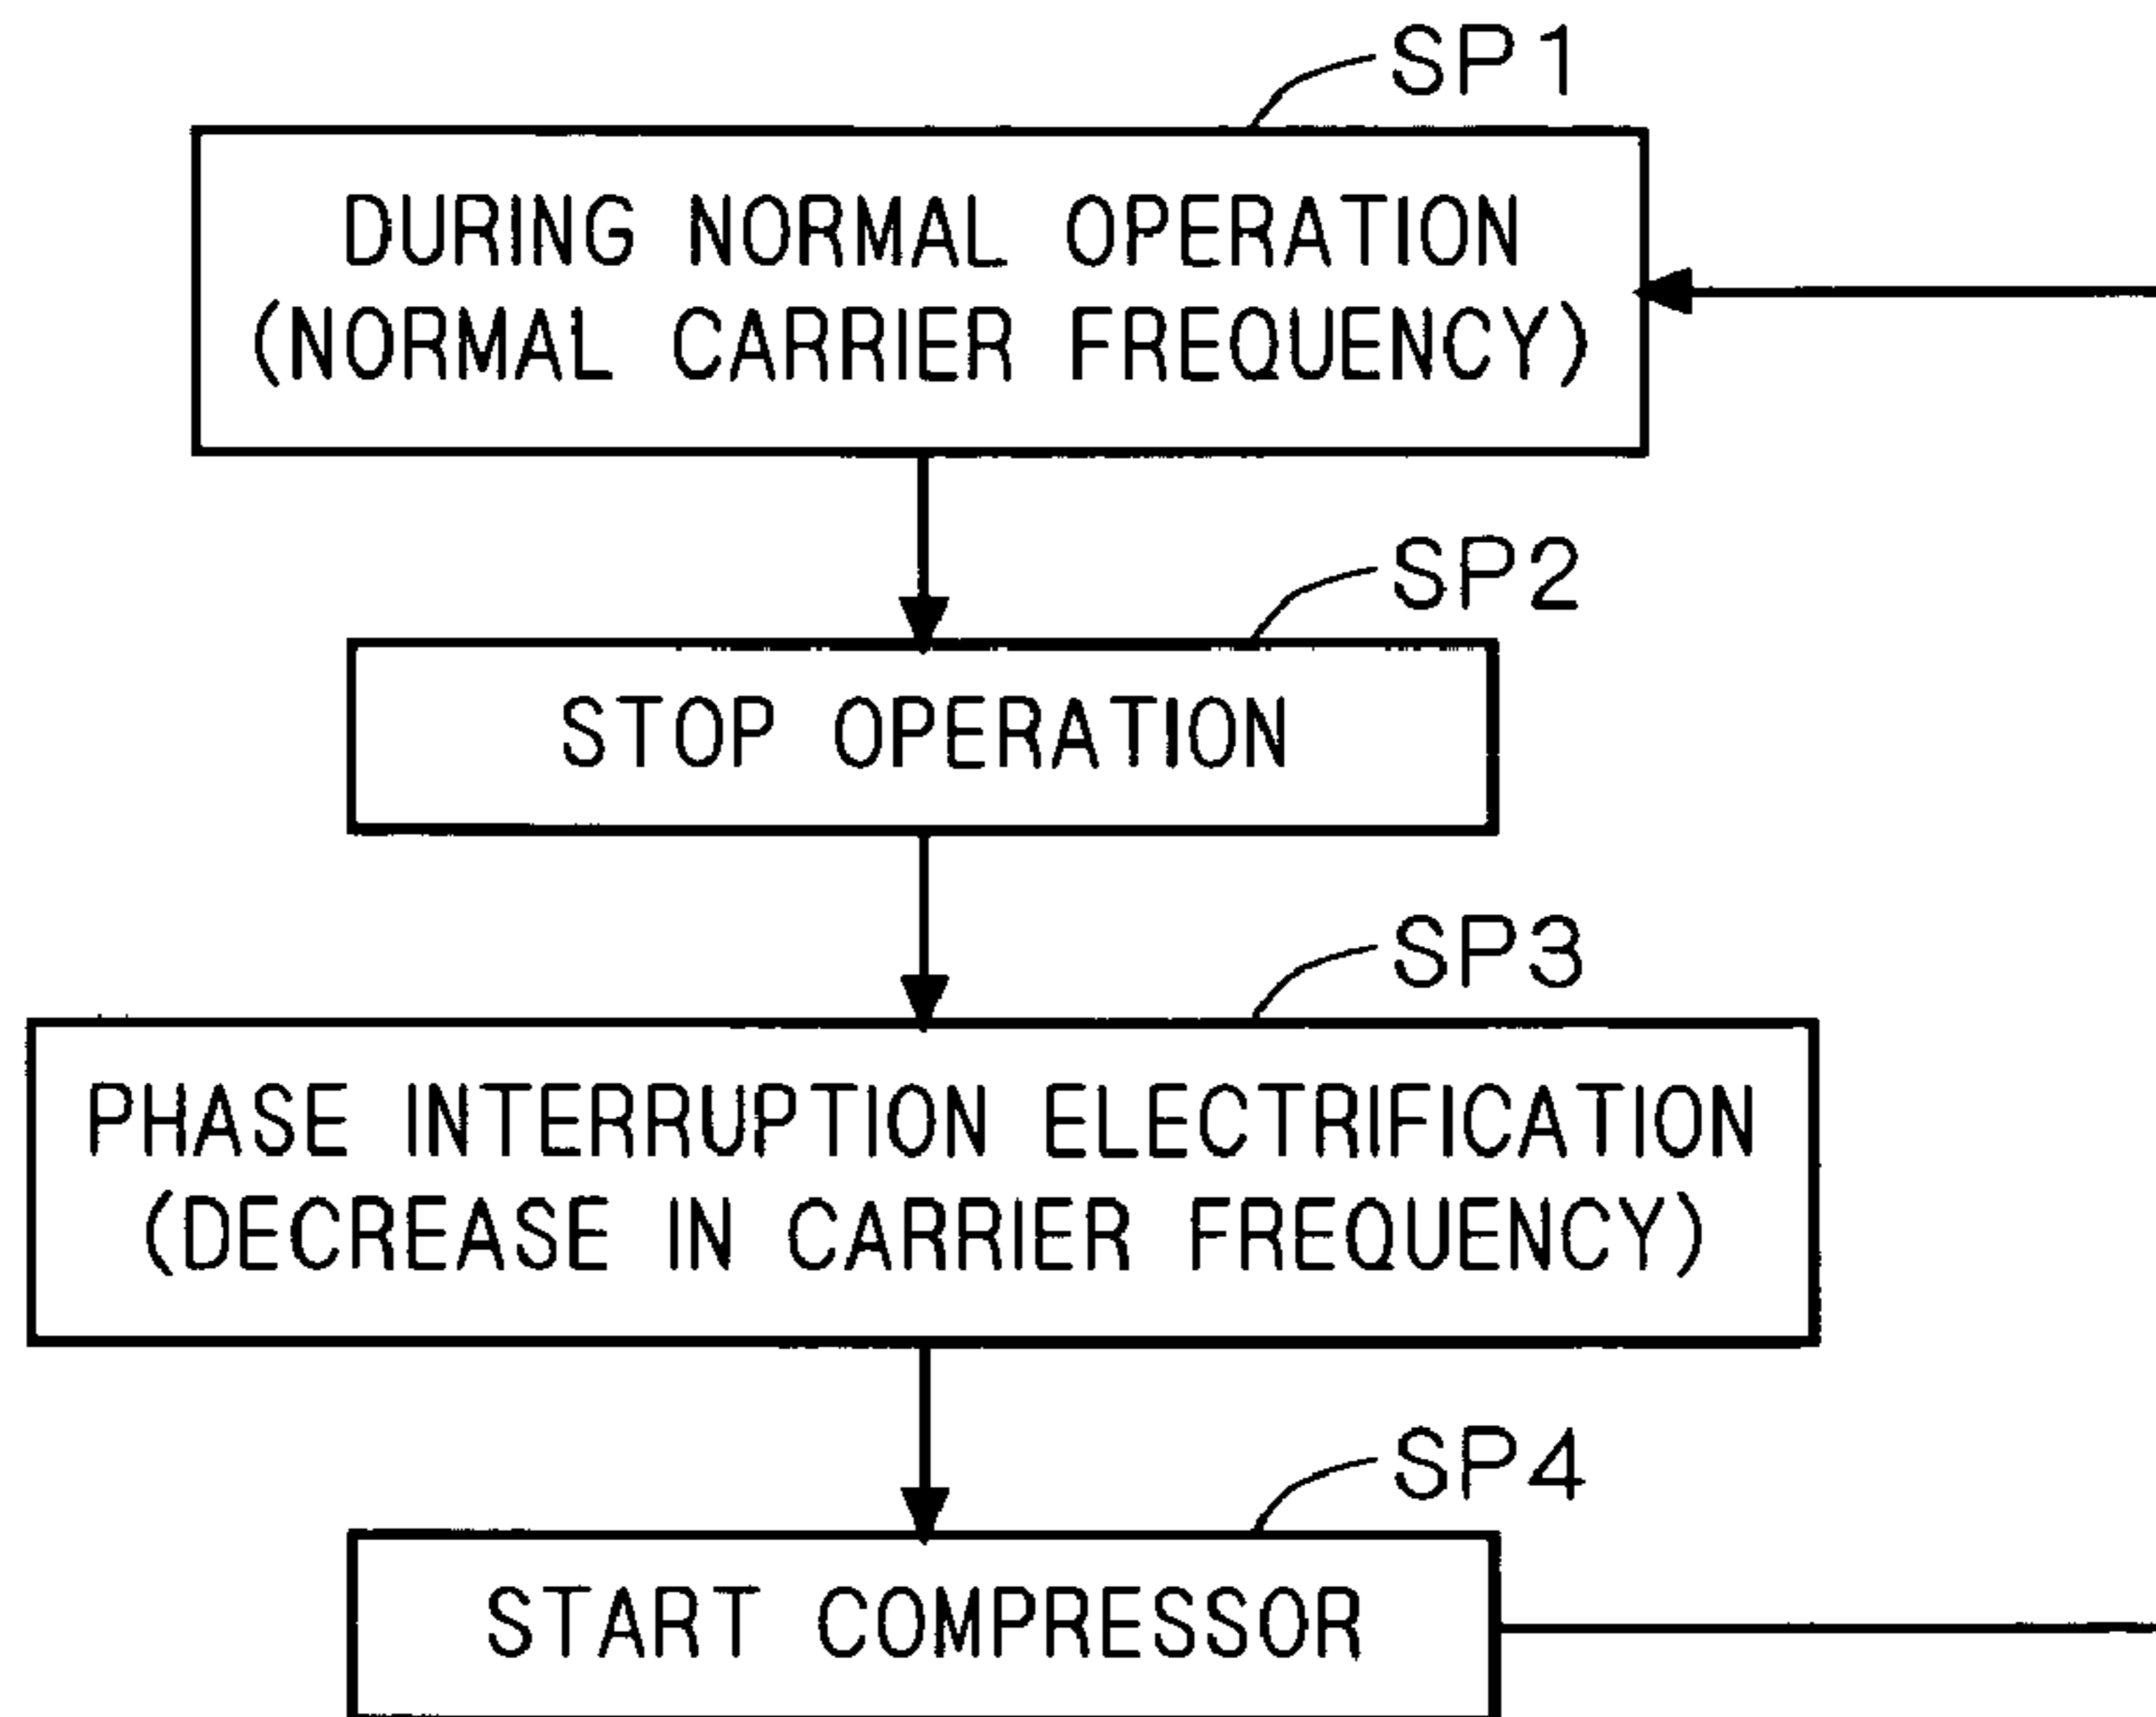 SP1
DURING NORMAL OPERATION
(NORMAL CARRIER FREQUENCY)
SP2
STOP OPERATION
SP3
PHASE INTERRUPTION ELECTRIFICATION
(DECREASE IN CARRIER FREQUENCY)
SP4
START COMPRESSOR